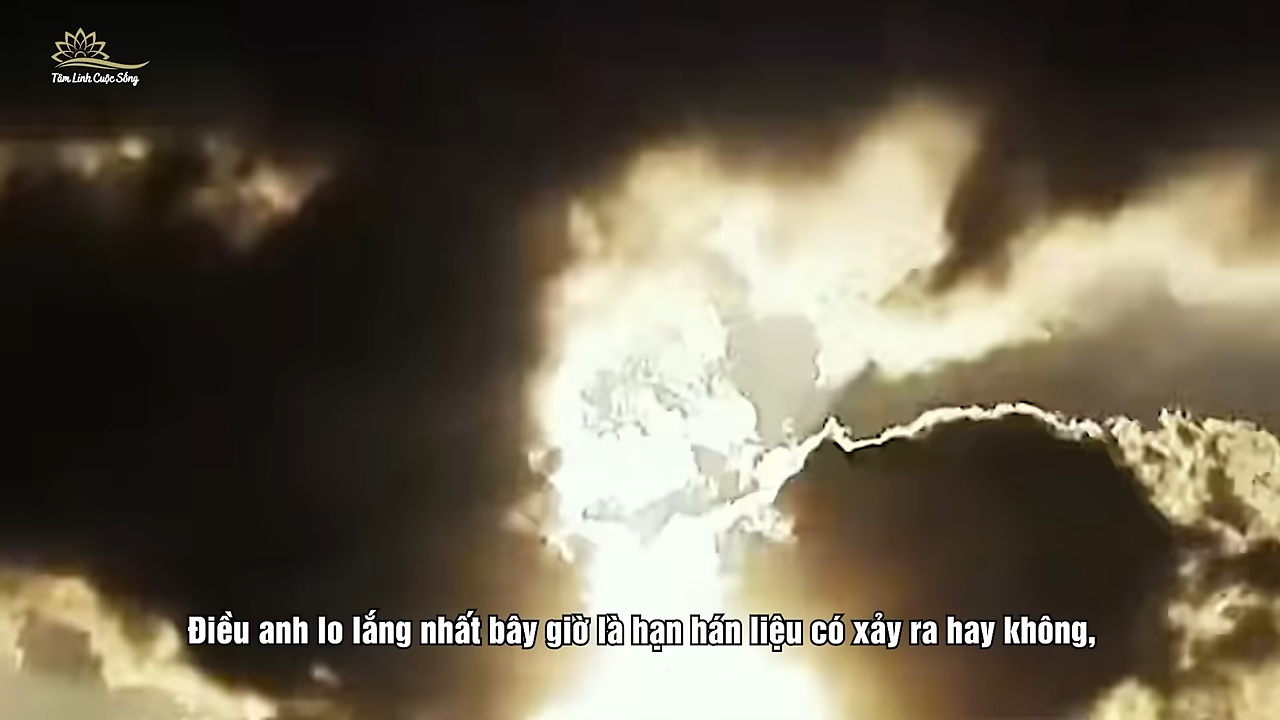 Tâm Linh Cuộc Sống
Điều anh lo lắng nhất bây giờ là hạn hán liệu có xảy ra hay không,